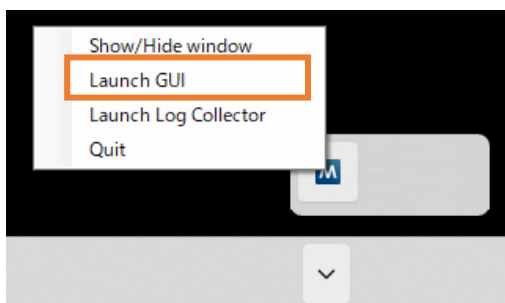 Show/Hide window
Launch GUI
Launch Log Collector
Quit
M